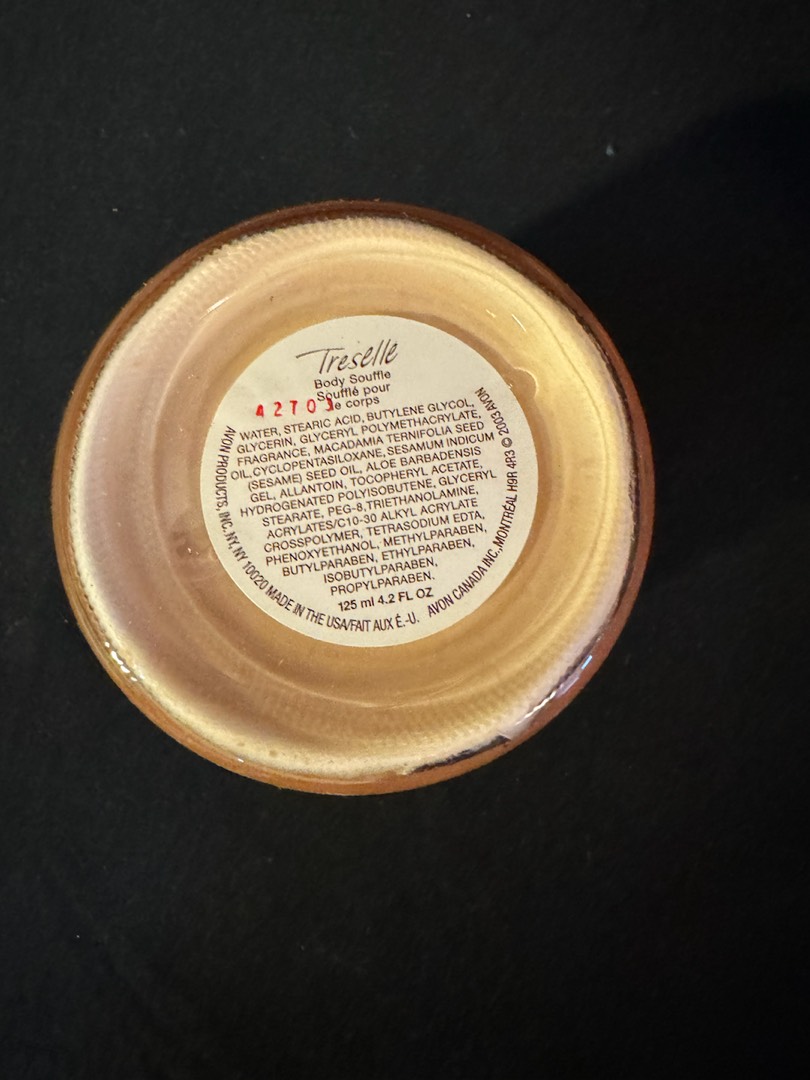 Treselle
Body Souffle
Soufflé pour
le corps
42703
WATER, STEARIC ACID, BUTYLENE GLYCOL,
GLYCERIN, GLYCERYL POLYMETHACRYLATE,
FRAGRANCE, MACADAMIA TERNIFOLIA SEED
OIL,CYCLOPENTASILOXANE, SESAMUM INDICUM
(SESAME) SEED OIL, ALOE BARBADENSIS
GEL, ALLANTOIN, TOCOPHERYL ACETATE,
HYDROGENATED POLYISOBUTENE, GLYCERYL
STEARATE, PEG-8,TRIETHANOLAMINE,
ACRYLATES/C10-30 ALKYL ACRYLATE
CROSSPOLYMER, TETRASODIUM EDTA,
PHENOXYETHANOL, METHYLPARABEN,
BUTYLPARABEN, ETHYLPARABEN,
ISOBUTYLPARABEN,
PROPYLPARABEN.
125 ml 4.2 FL OZ
AVON PRODUCTS, INC. NY, NY 10020 MADE IN THE USA/FAIT AUX É.-U. AVON CANADA INC.,MONTRÉAL H9R 4R3 © 2003 AVON